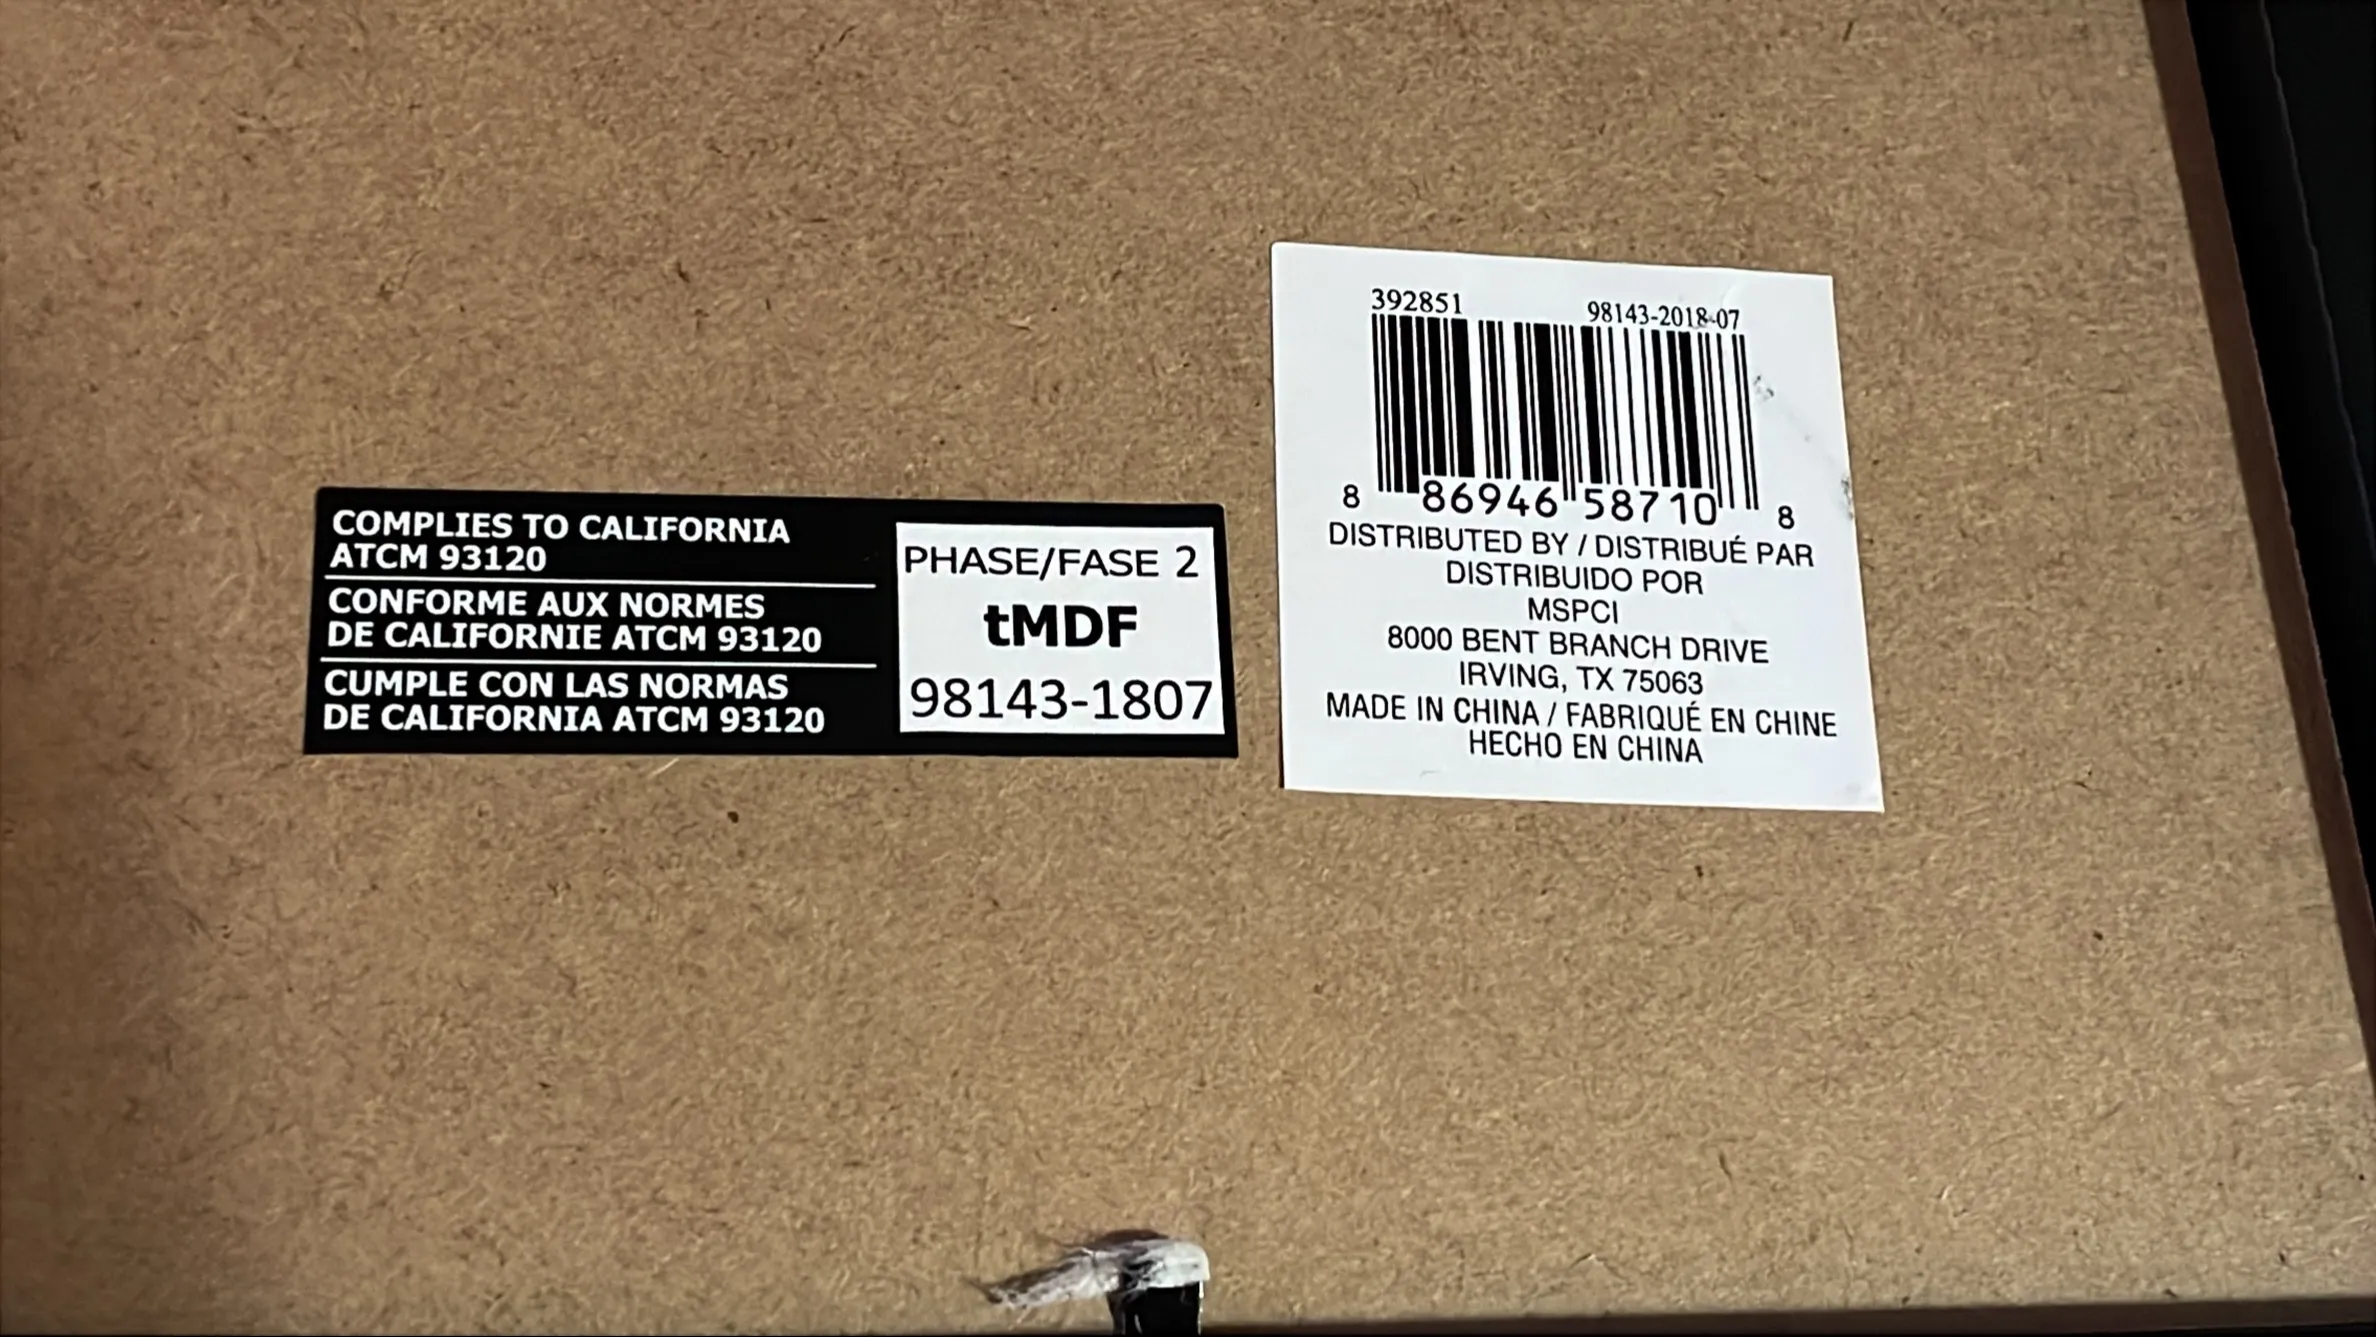 COMPLIES TO CALIFORNIA
ATCM 93120
CONFORME AUX NORMES
DE CALIFORNIE ATCM 93120
CUMPLE CON LAS NORMAS
DE CALIFORNIA ATCM 93120
PHASE/FASE 2
tMDF
98143-1807
392851 98143-2018-07
8 86946 58710 8
DISTRIBUTED BY / DISTRIBUÉ PAR
DISTRIBUIDO POR
MSPCI
8000 BENT BRANCH DRIVE
IRVING, TX 75063
MADE IN CHINA / FABRIQUÉ EN CHINE
HECHO EN CHINA